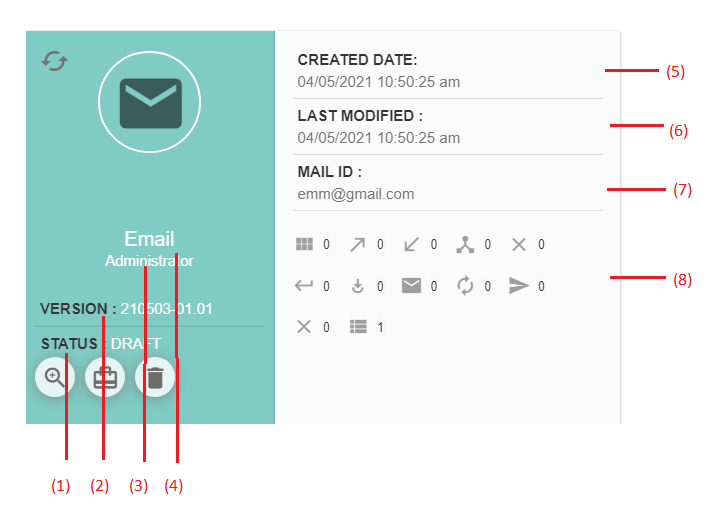 Email
Administrator
VERSION : 210503-01.01
STATUS : DRAFT
CREATED DATE:
04/05/2021 10:50:25 am
LAST MODIFIED :
04/05/2021 10:50:25 am
MAIL ID :
emm@gmail.com
0 0 0 0 0
0 0 0 0 0
0 1
(5)
(6)
(7)
(8)
(1) (2) (3) (4)